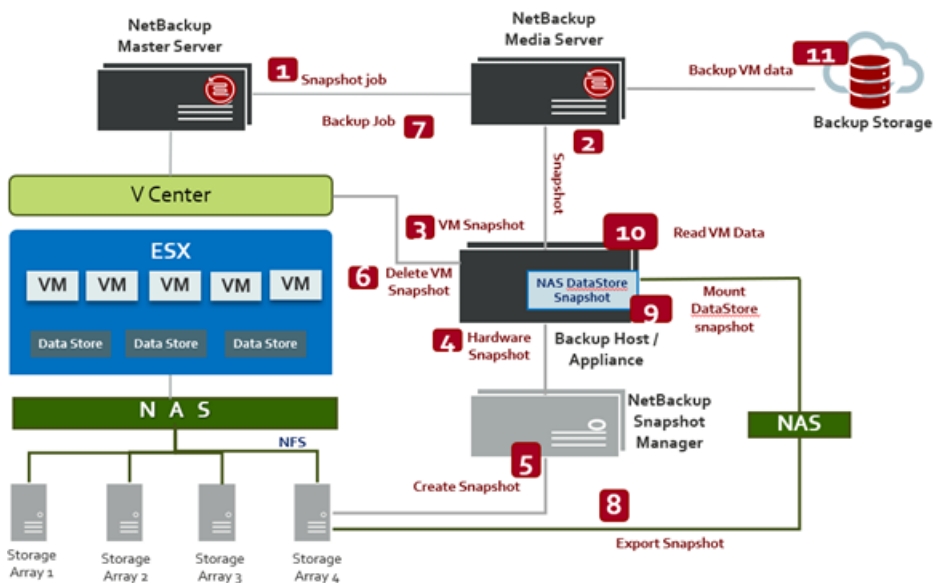 NetBackup
Master Server
NetBackup
Media Server
1
Snapshot job
Backup Job
7
2
Snapshot
Backup VM data
11
Backup Storage
V Center
3
VM Snapshot
10
Read VM Data
ESX
VM
VM
VM
VM
VM
Data Store
Data Store
Data Store
6
Delete VM
Snapshot
NAS DataStore
Snapshot
9
Mount
DataStore
snapshot
4
Hardware
Snapshot
Backup Host /
Appliance
N A S
NFS
NetBackup
Snapshot
Manager
NAS
5
Create Snapshot
8
Export Snapshot
Storage
Array 1
Storage
Array 2
Storage
Array 3
Storage
Array 4